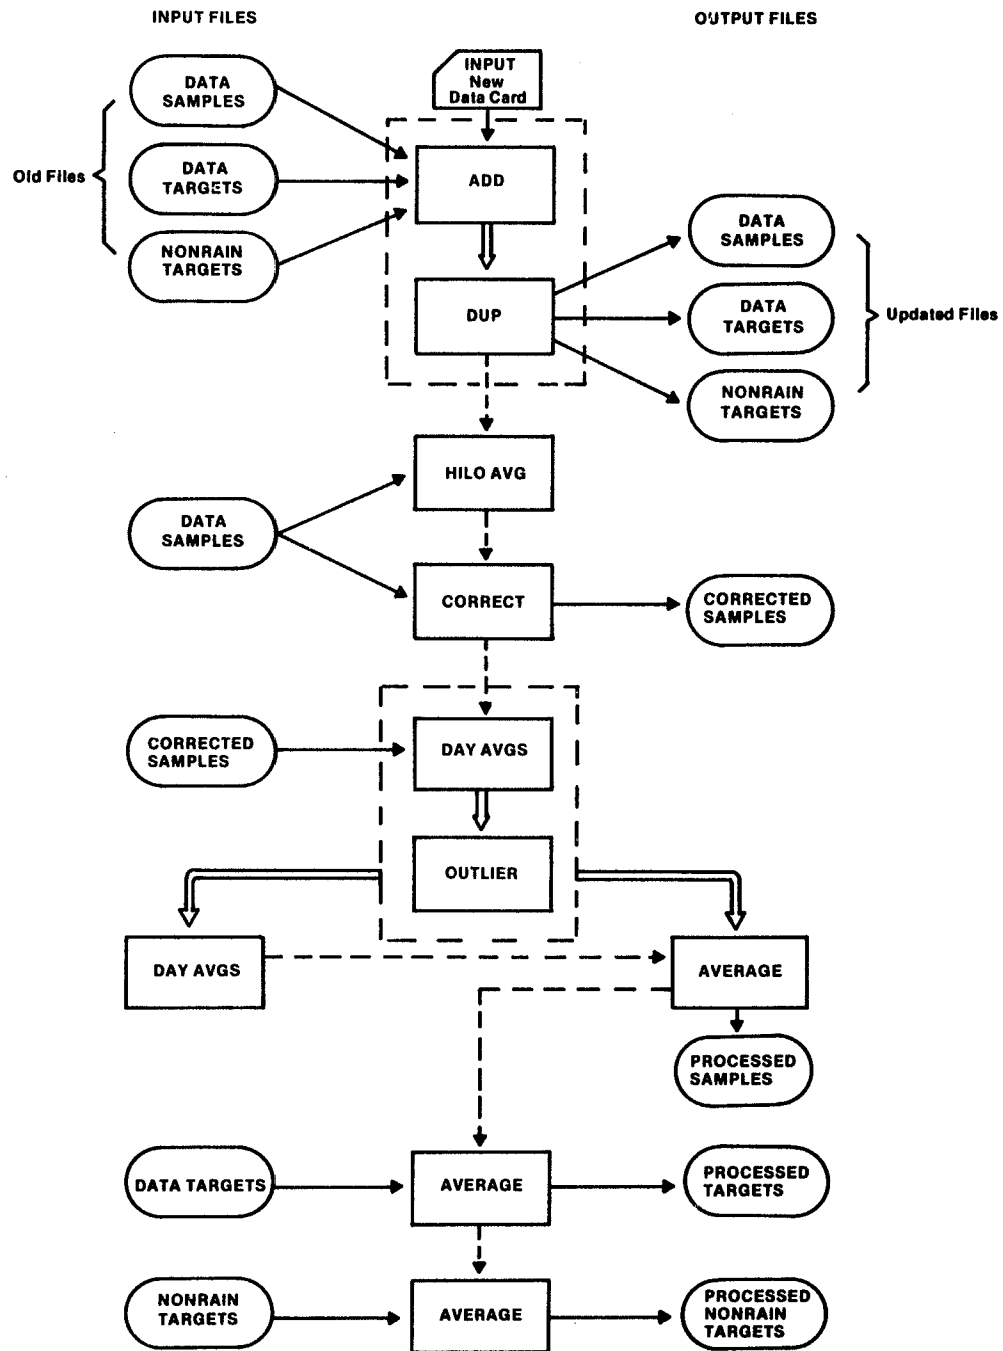 INPUT FILES
OUTPUT FILES
DATA
SAMPLES
INPUT
New
Data Card
Old Files
DATA
TARGETS
ADD
NONRAIN
TARGETS
DATA
SAMPLES
DUP
DATA
TARGETS
Updated Files
NONRAIN
TARGETS
HILO AVG
DATA
SAMPLES
CORRECT
CORRECTED
SAMPLES
CORRECTED
SAMPLES
DAY AVGS
OUTLIER
DAY AVGS
AVERAGE
PROCESSED
SAMPLES
DATA TARGETS
AVERAGE
PROCESSED
TARGETS
NONRAIN
TARGETS
AVERAGE
PROCESSED
NONRAIN
TARGETS